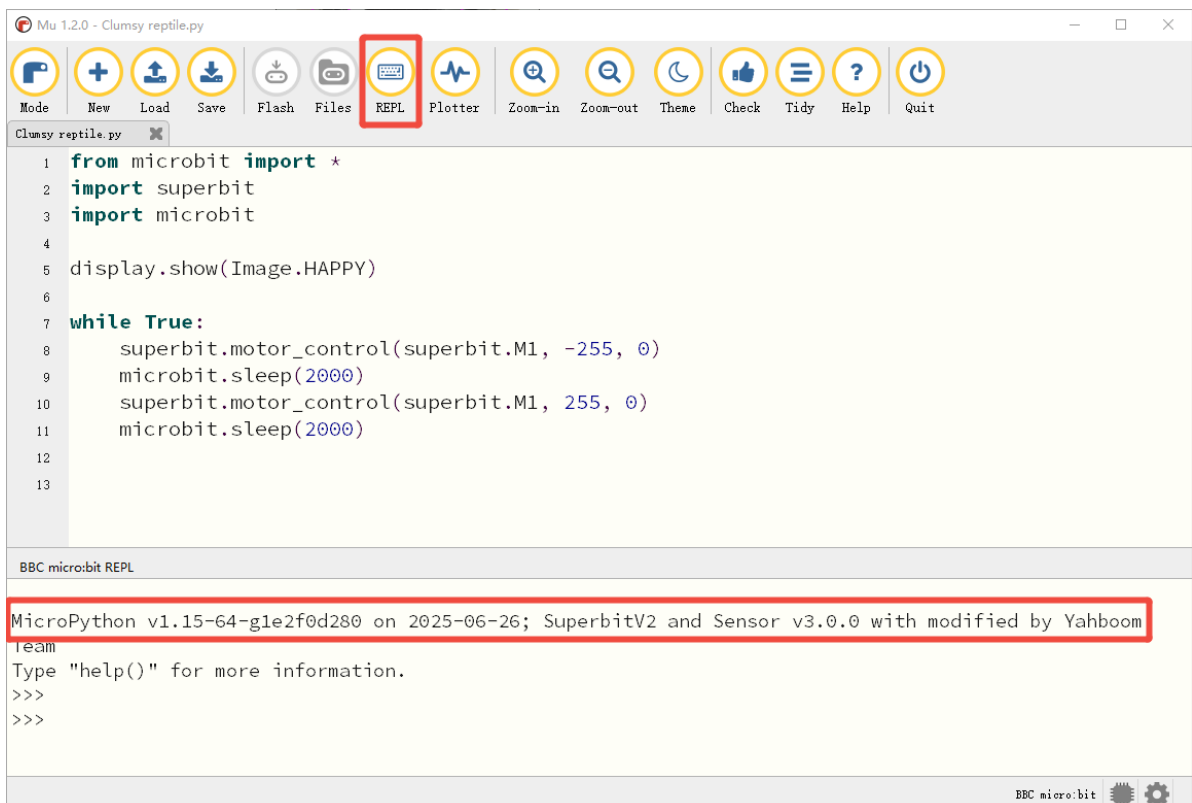 Mu 1.2.0 - Clumsy reptile.py
Mode New Load Save Flash Files REPL Plotter Zoom-in Zoom-out Theme Check Tidy Help Quit
Clumsy reptile.py
1 from microbit import *
2 import superbit
3 import microbit
4
5 display.show(Image.HAPPY)
6
7 while True:
8     superbit.motor_control(superbit.M1, -255, 0)
9     microbit.sleep(2000)
10     superbit.motor_control(superbit.M1, 255, 0)
11     microbit.sleep(2000)
12
13
BBC micro:bit REPL
MicroPython v1.15-64-g1e2f0d280 on 2025-06-26; SuperbitV2 and Sensor v3.0.0 with modified by Yahboom
Team
Type "help()" for more information.
>>>
>>>
BBC micro:bit